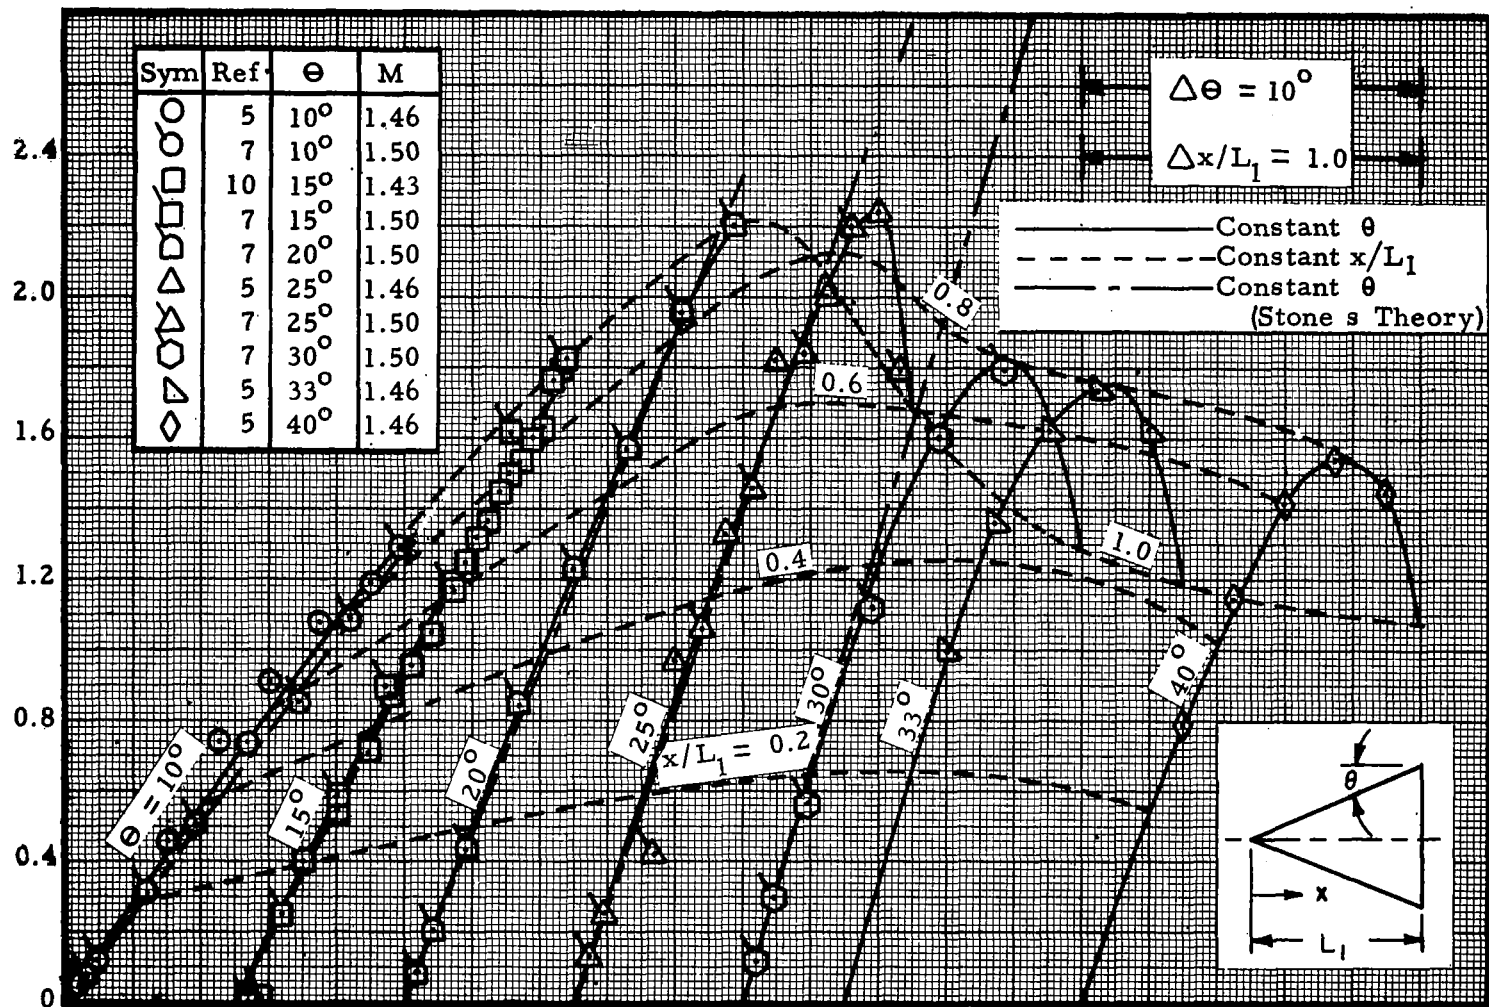 Sym Ref. Θ M
5 10° 1.46
7 10° 1.50
10 15° 1.43
7 15° 1.50
7 20° 1.50
5 25° 1.46
7 25° 1.50
7 30° 1.50
5 33° 1.46
5 40° 1.46
△Θ = 10°
△x/L₁ = 1.0
Constant θ
Constant x/L₁
Constant θ
(Stone s Theory)
2.4
2.0
1.6
1.2
0.8
0.4
0
0.8
0.6
0.4
1.0
x/L₁ = 0.2
Θ = 10°
15°
20°
25°
30°
33°
40°
θ
x
L₁